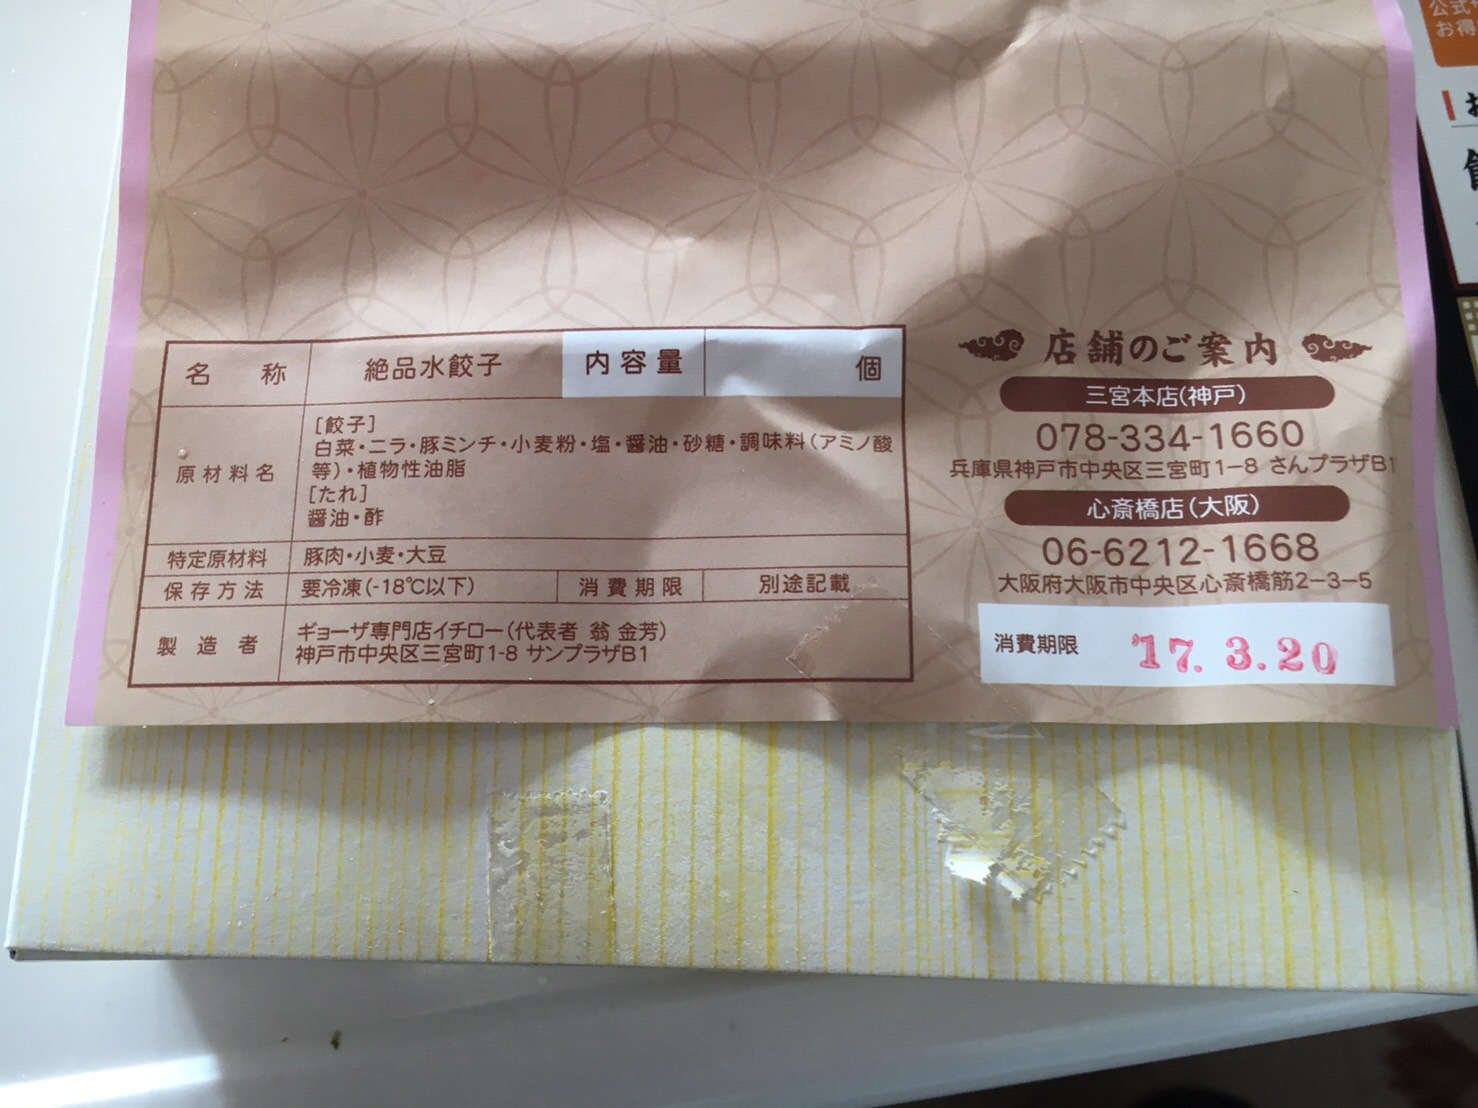 名称 絶品水餃子 内容量 個
原材料名
[餃子]
白菜・ニラ・豚ミンチ・小麦粉・塩・醤油・砂糖・調味料(アミノ酸
等)・植物性油脂
[たれ]
醤油・酢
特定原材料 豚肉・小麦・大豆
保存方法 要冷凍(-18℃以下) 消費期限 別途記載
製造者
ギョーザ専門店イチロー(代表者 翁 金芳)
神戸市中央区三宮町1-8 サンプラザB1
店舗のご案内
三宮本店(神戸)
078-334-1660
兵庫県神戸市中央区三宮町1-8 さんプラザB1
心斎橋店(大阪)
06-6212-1668
大阪府大阪市中央区心斎橋筋2-3-5
消費期限 '17. 3. 20
公式
お得